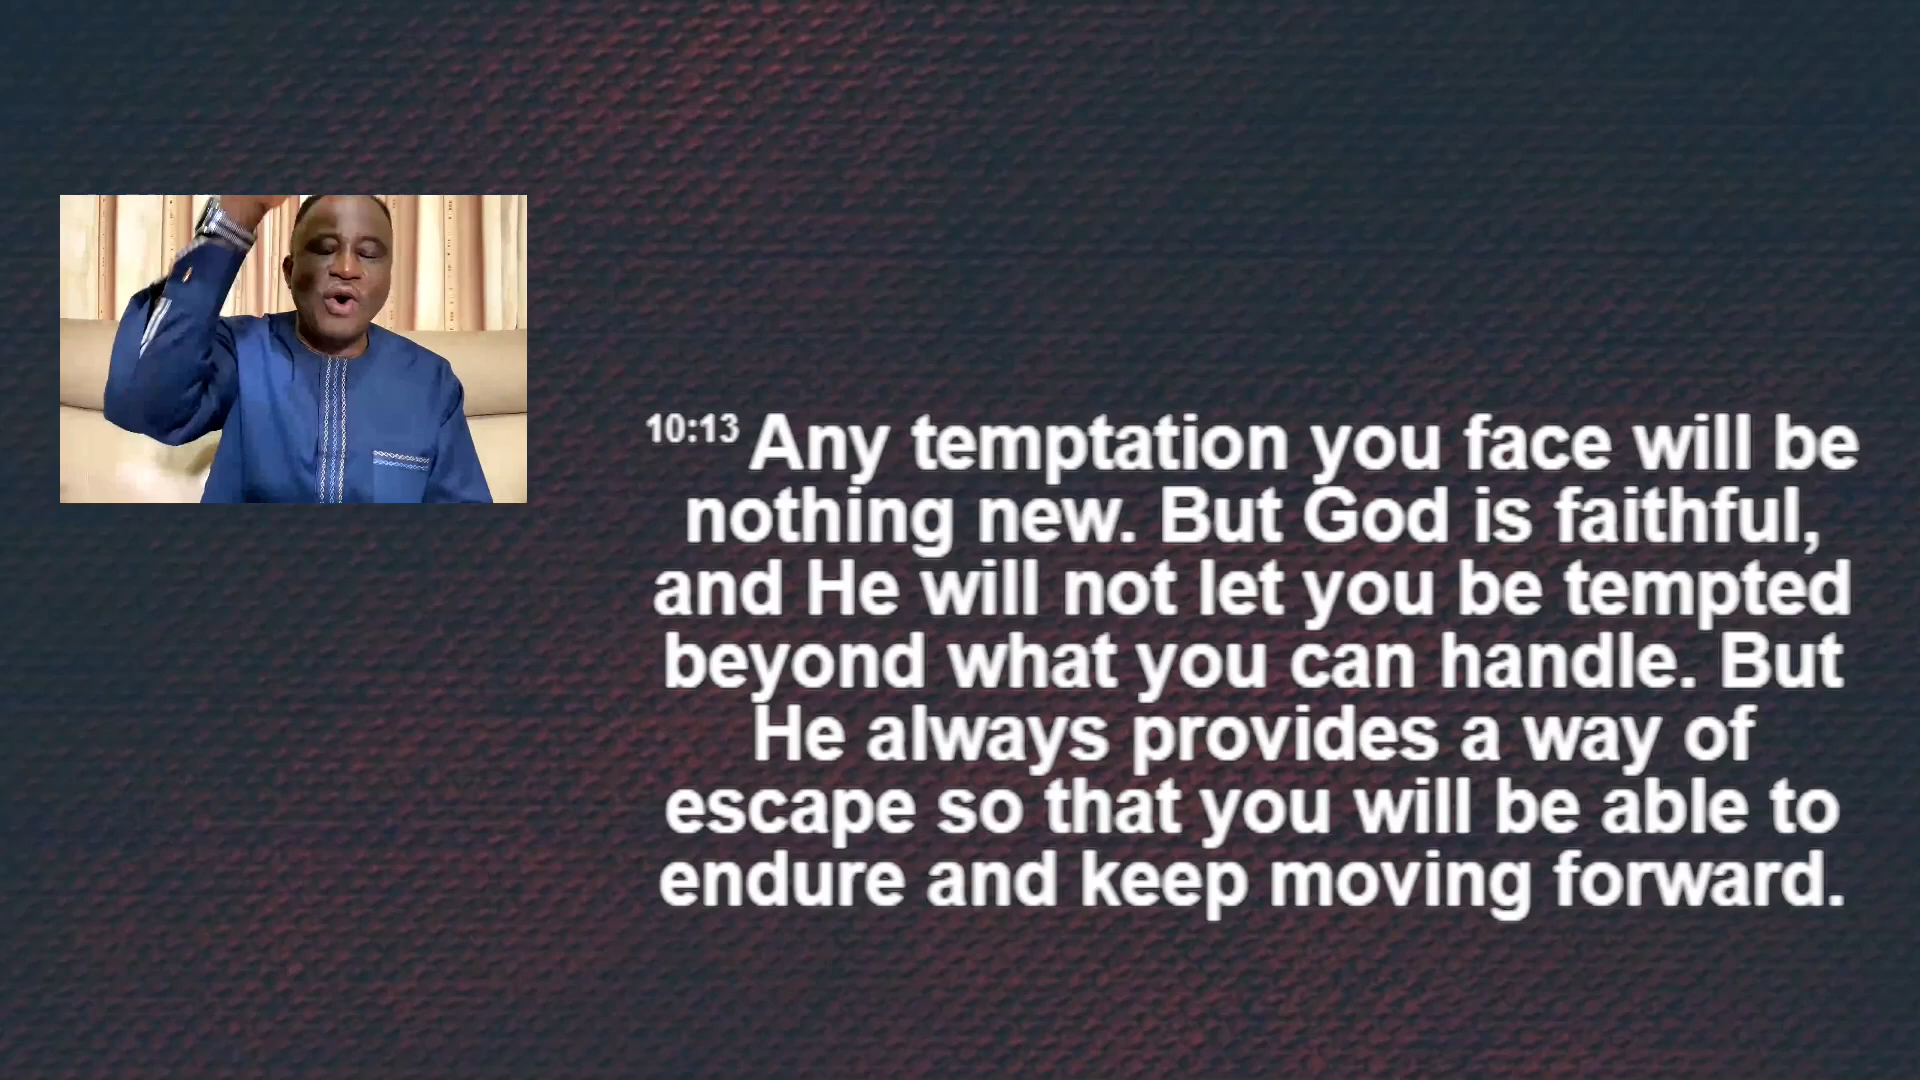 10:13 Any temptation you face will be
nothing new. But God is faithful,
and He will not let you be tempted
beyond what you can handle. But
He always provides a way of
escape so that you will be able to
endure and keep moving forward.